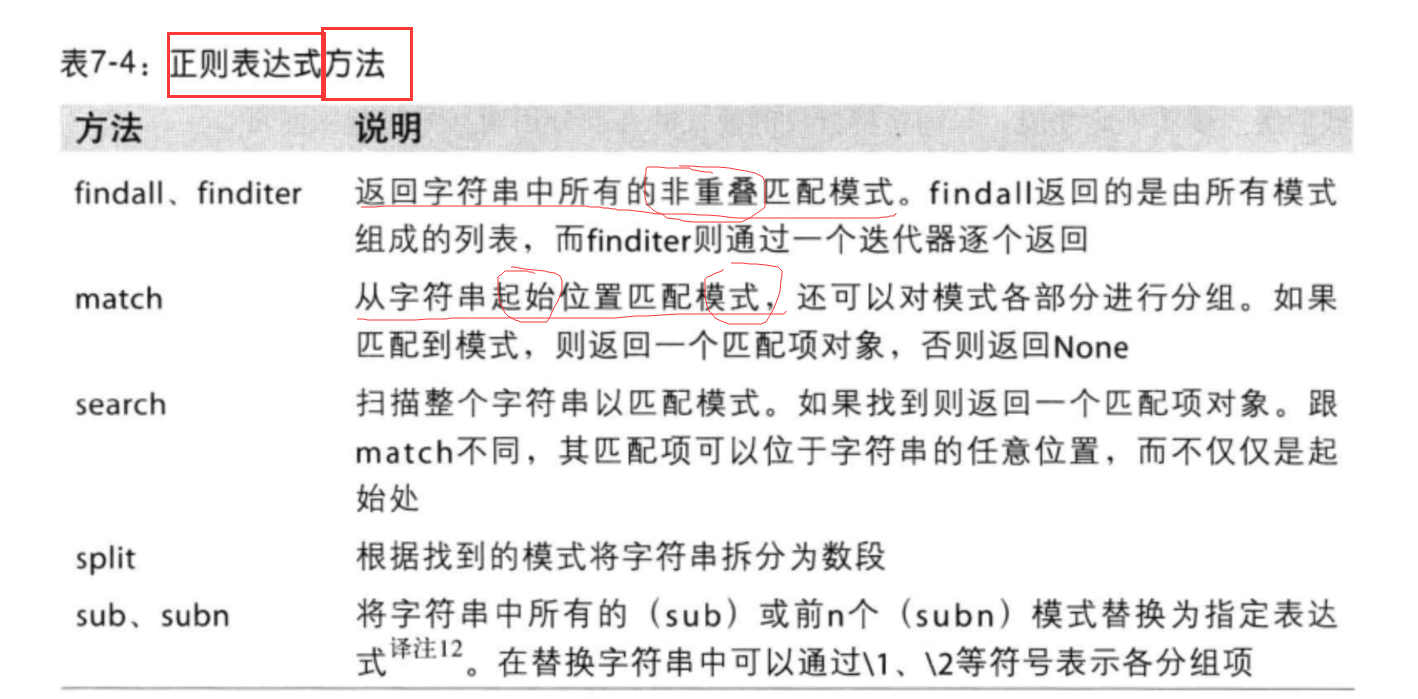 表7-4：正则表达式方法
方法 说明
findall、finditer 返回字符串中所有的非重叠匹配模式。findall返回的是由所有模式
组成的列表，而finditer则通过一个迭代器逐个返回
match 从字符串起始位置匹配模式，还可以对模式各部分进行分组。如果
匹配到模式，则返回一个匹配项对象，否则返回None
search 扫描整个字符串以匹配模式。如果找到则返回一个匹配项对象。跟
match不同，其匹配项可以位于字符串的任意位置，而不仅仅是起
始处
split 根据找到的模式将字符串拆分为数段
sub、subn 将字符串中所有的（sub）或前n个（subn）模式替换为指定表达
式译注12。在替换字符串中可以通过\1、\2等符号表示各分组项